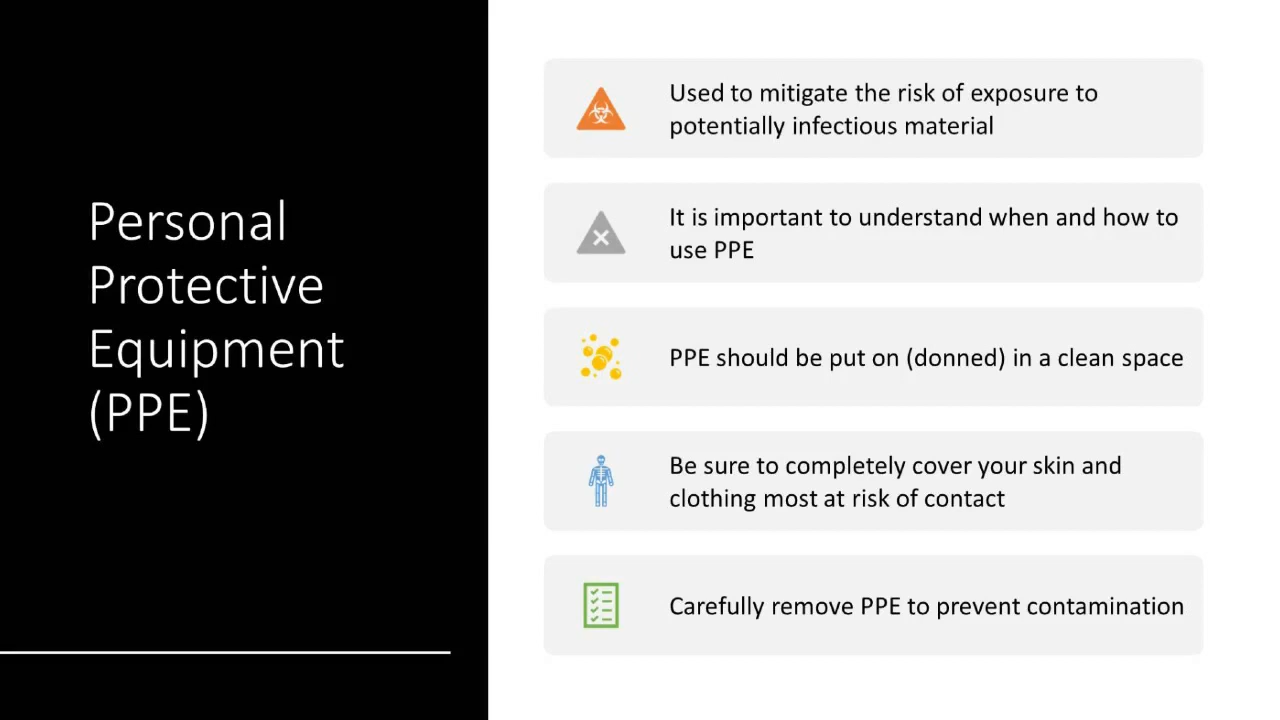 Personal
Protective
Equipment
(PPE)
Used to mitigate the risk of exposure to
potentially infectious material
It is important to understand when and how to
use PPE
PPE should be put on (donned) in a clean space
Be sure to completely cover your skin and
clothing most at risk of contact
Carefully remove PPE to prevent contamination